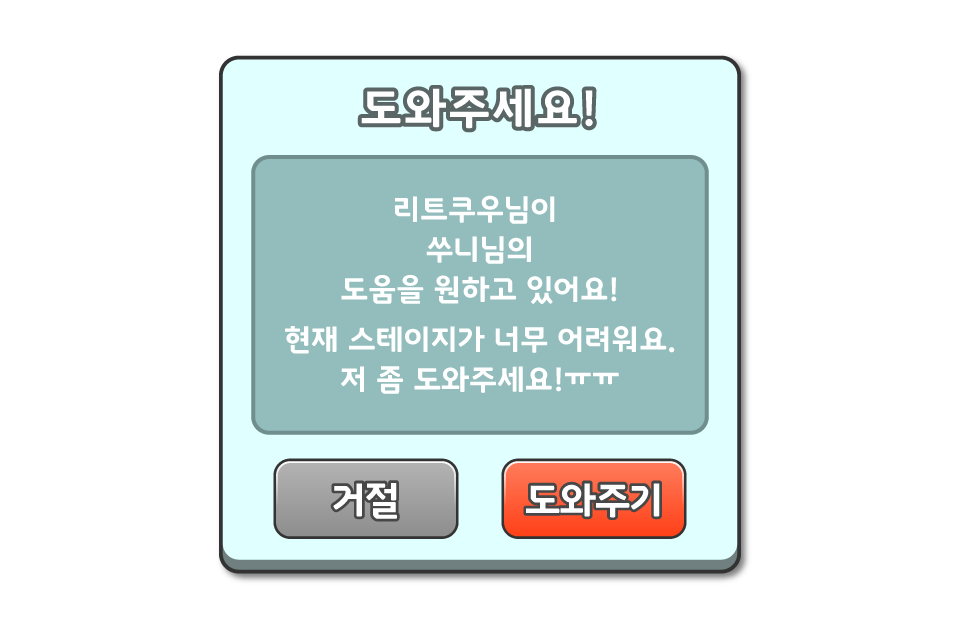 도와주세요!
리트쿠우님이
쑤니님의
도움을 원하고 있어요!
현재 스테이지가 너무 어려워요.
저 좀 도와주세요!ㅠㅠ
거절
도와주기